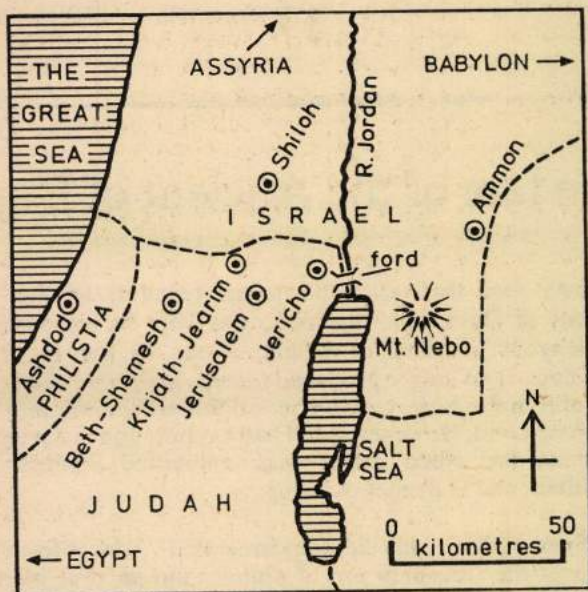 THE
GREAT
SEA
ASSYRIA
BABYLON
Shiloh
R. Jordan
ISRAEL
Ammon
ford
Ashdod
PHILISTIA
Beth-Shemesh
Kirjath-Jearim
Jerusalem
Jericho
Mt. Nebo
SALT
SEA
N
JUDAH
0 50
kilometres
EGYPT